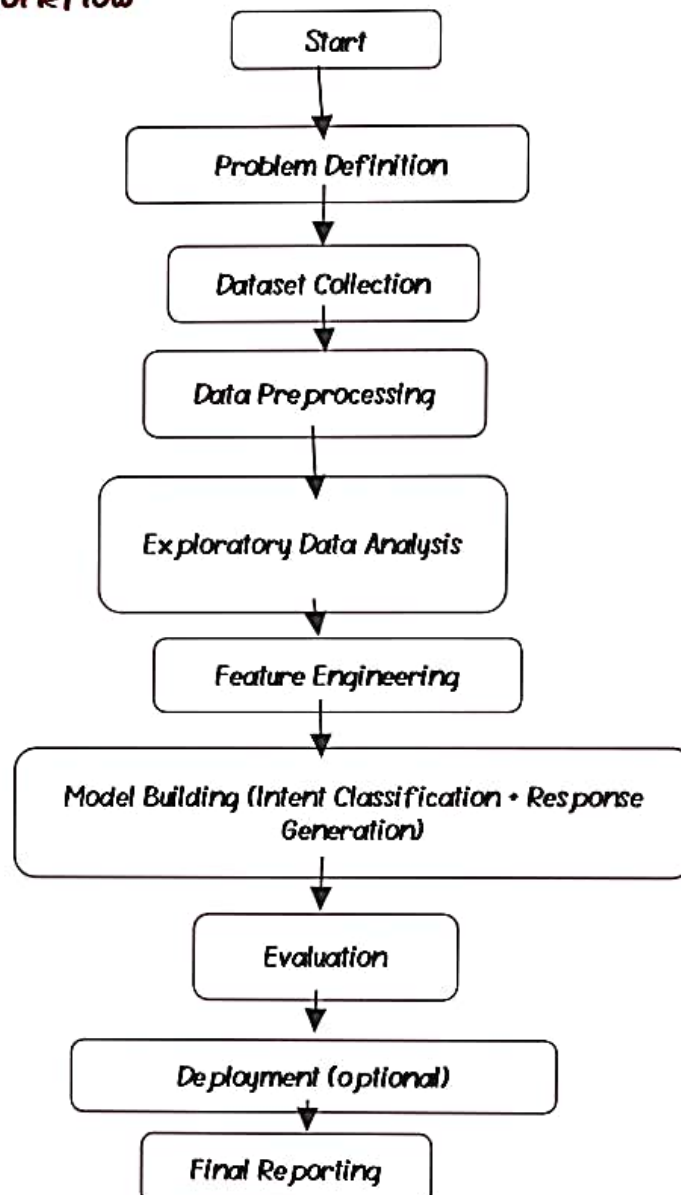 Start
Problem Definition
Dataset Collection
Data Preprocessing
Exploratory Data Analysis
Feature Engineering
Model Building (Intent Classification + Response
Generation)
Evaluation
Deployment (optional)
Final Reporting